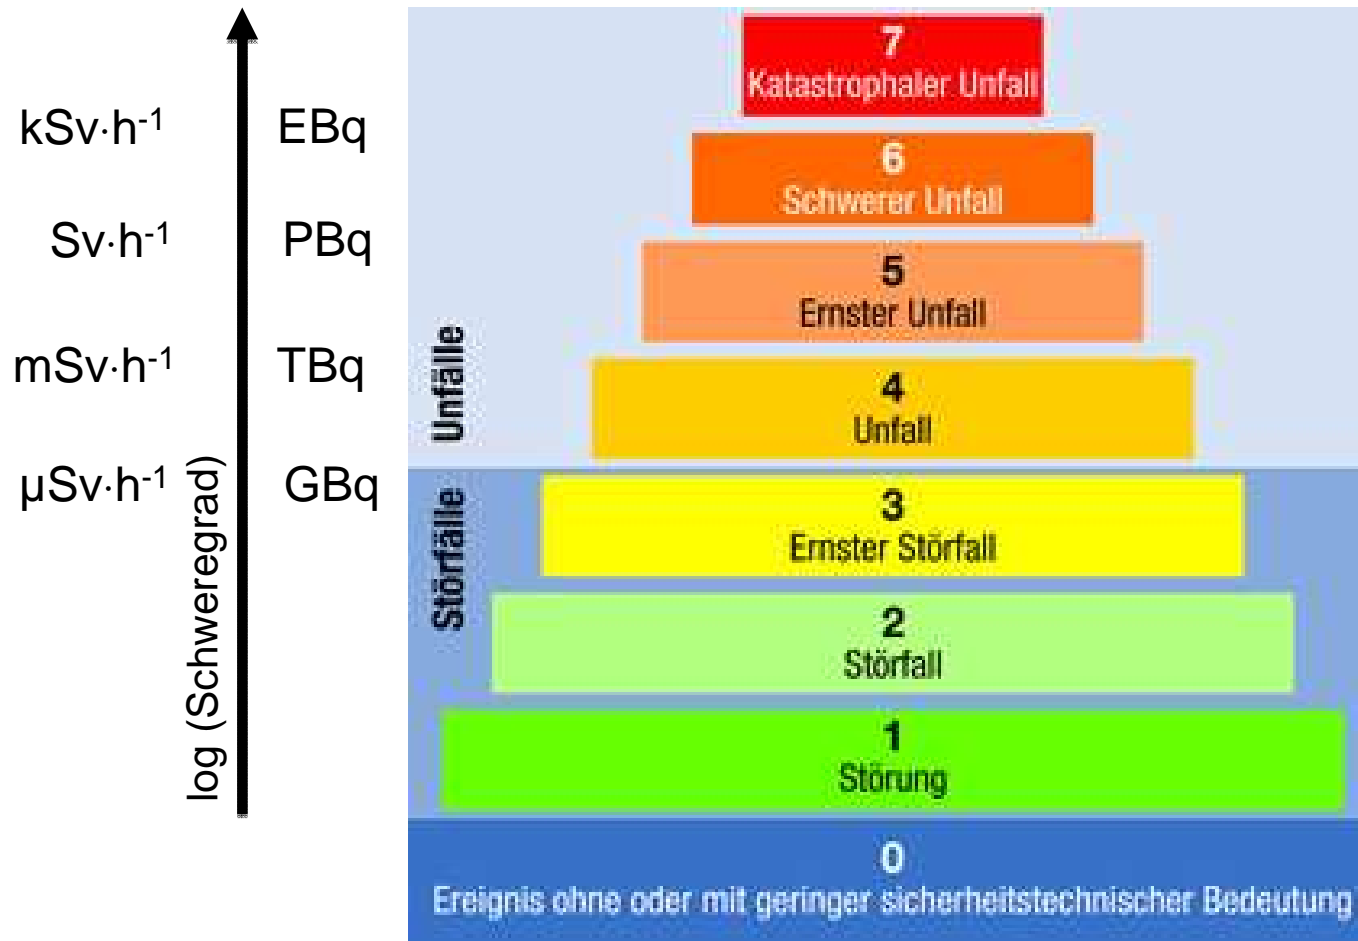 kSv·h-1
EBq
Sv·h-1
PBq
mSv·h-1
TBq
µSv·h-1
GBq
log (Schweregrad)
7
Katastrophaler Unfall
6
Schwerer Unfall
5
Ernster Unfall
4
Unfall
Unfälle
3
Ernster Störfall
2
Störfall
1
Störung
Störfälle
0
Ereignis ohne oder mit geringer sicherheitstechnischer Bedeutung